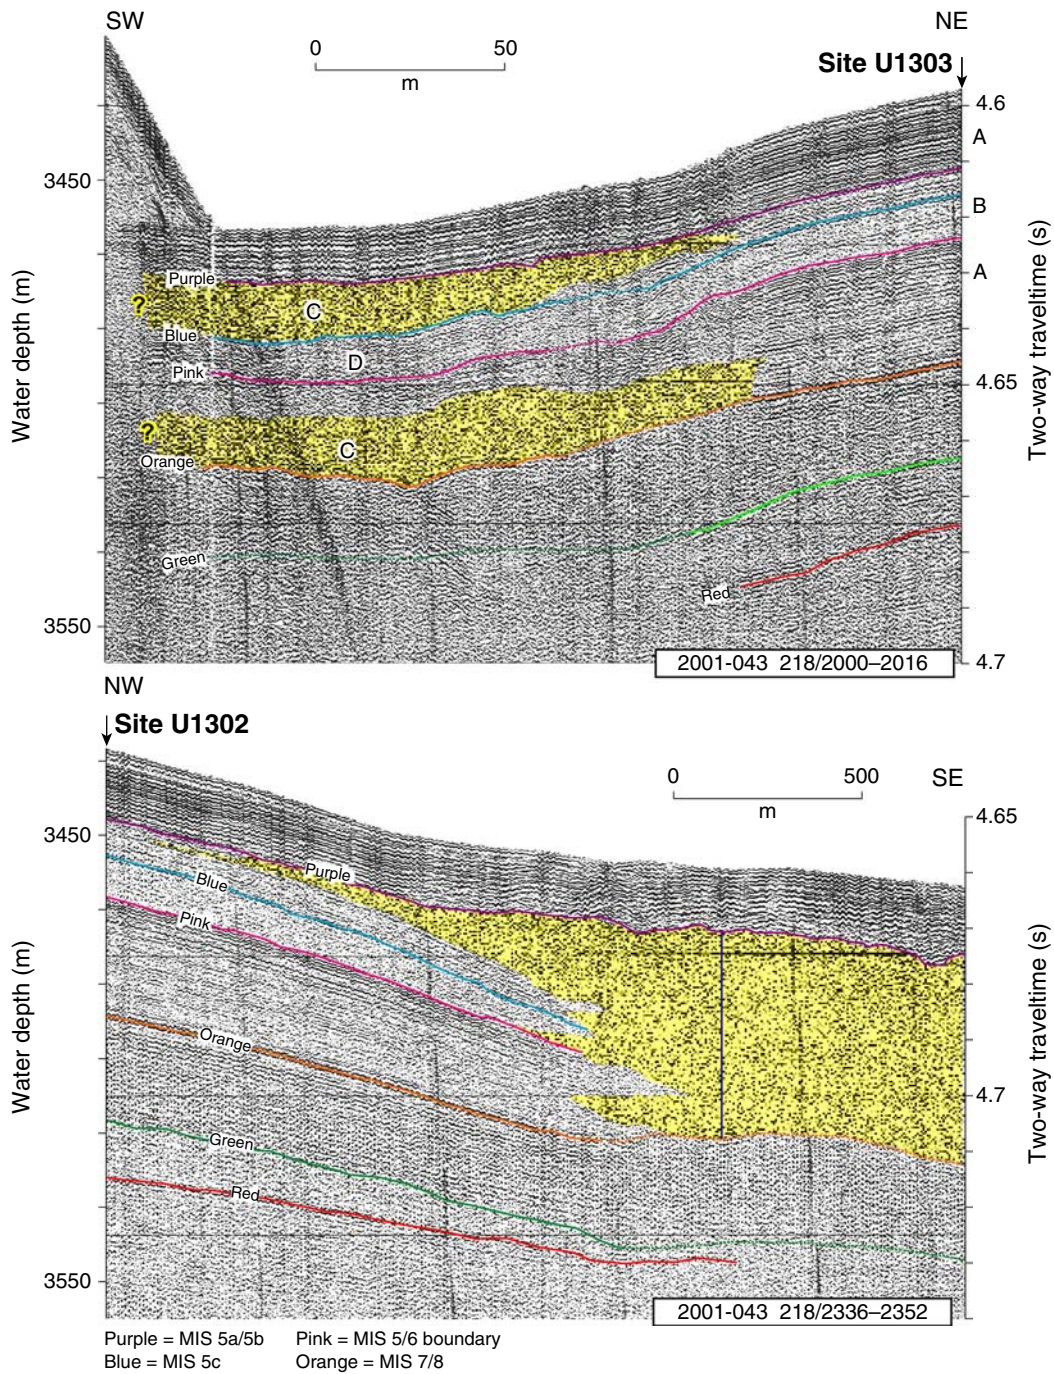 SW
NE
0 50
m
Site U1303
4.6
A
3450
B
A
Purple
?
C
Blue
D
Pink
4.65
?
C
Orange
Green
Red
3550
2001-043 218/2000–2016
4.7
Water depth (m)
Two-way traveltime (s)
NW
Site U1302
0 500
SE
m
4.65
3450
Purple
Blue
Pink
Orange
4.7
Green
Red
3550
2001-043 218/2336–2352
Water depth (m)
Two-way traveltime (s)
Purple = MIS 5a/5b Pink = MIS 5/6 boundary
Blue = MIS 5c Orange = MIS 7/8